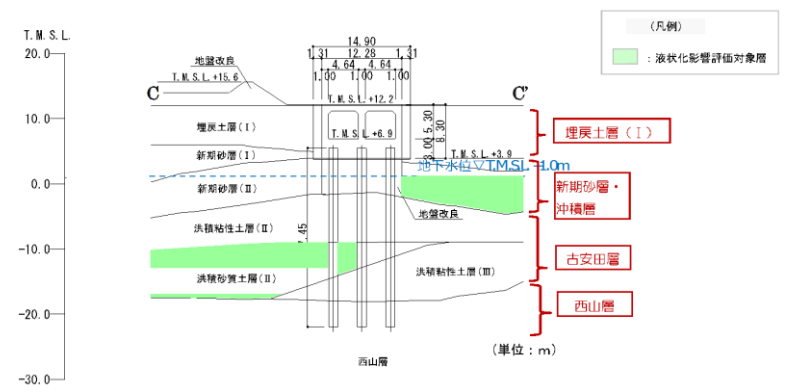 (凡例)
：液状化影響評価対象層
T.M.S.L.
20.0
10.0
0.0
-10.0
-20.0
-30.0
14.90
1.31 12.28 1.31
4.64 4.64
1.00 1.00 1.00
地盤改良
T.M.S.L.+15.6
C
C'
T.M.S.L.+12.2
埋戻土層(Ⅰ)
T.M.S.L.+6.9
5.30
3.00
8.30
T.M.S.L.+3.9
新期砂層(Ⅰ)
地下水位▽T.M.S.L. 1.0m
新期砂層(Ⅱ)
地盤改良
洪積粘性土層(Ⅱ)
洪積砂質土層(Ⅱ)
洪積粘性土層(Ⅲ)
西山層
(単位：m)
埋戻土層（Ⅰ）
新期砂層・
沖積層
古安田層
西山層